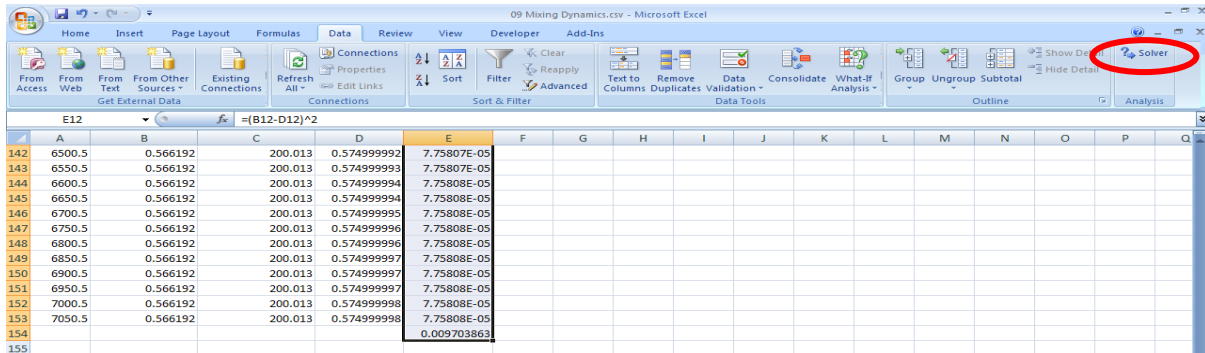 09 Mixing Dynamics.csv - Microsoft Excel
Home Insert Page Layout Formulas Data Review View Developer Add-Ins
From Access From Web From Text From Other Sources Existing Connections Refresh All Connections Properties Edit Links Sort Filter Clear Reapply Advanced Text to Columns Remove Duplicates Data Validation Consolidate What-If Analysis Group Ungroup Subtotal Show Detail Hide Detail Solver
Get External Data Connections Sort & Filter Data Tools Outline Analysis
E12 fx =(B12-D12)^2
A B C D E F G H I J K L M N O P Q
142 6500.5 0.566192 200.013 0.574999992 7.75807E-05
143 6550.5 0.566192 200.013 0.574999993 7.75807E-05
144 6600.5 0.566192 200.013 0.574999994 7.75808E-05
145 6650.5 0.566192 200.013 0.574999994 7.75808E-05
146 6700.5 0.566192 200.013 0.574999995 7.75808E-05
147 6750.5 0.566192 200.013 0.574999996 7.75808E-05
148 6800.5 0.566192 200.013 0.574999996 7.75808E-05
149 6850.5 0.566192 200.013 0.574999997 7.75808E-05
150 6900.5 0.566192 200.013 0.574999997 7.75808E-05
151 6950.5 0.566192 200.013 0.574999997 7.75808E-05
152 7000.5 0.566192 200.013 0.574999998 7.75808E-05
153 7050.5 0.566192 200.013 0.574999998 7.75808E-05
154 0.009703863
155